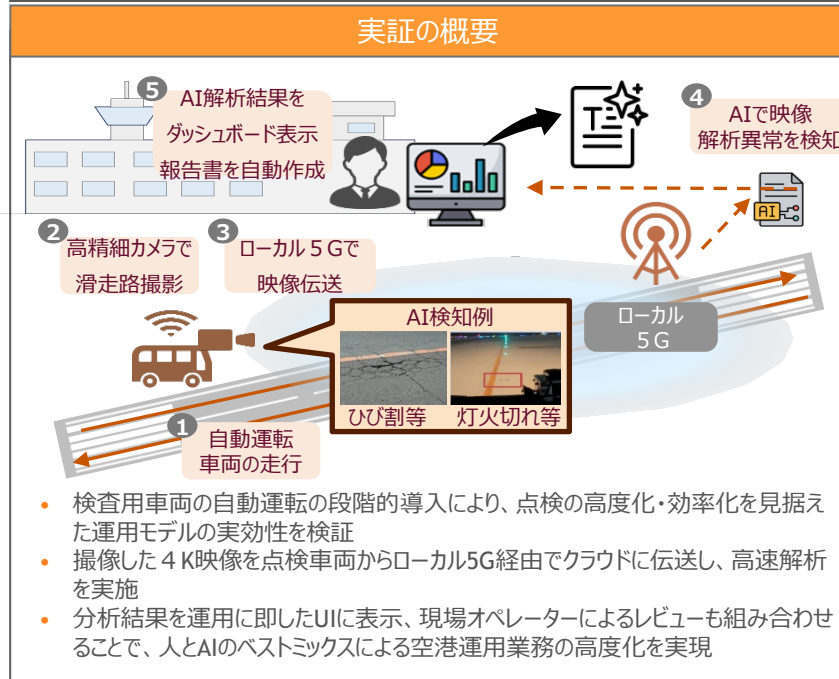 実証の概要
❺
AI解析結果を
ダッシュボード表示
報告書を自動作成
T
❹
AIで映像
解析異常を検知
AI
❷
高精細カメラで
滑走路撮影
❸
ローカル５Gで
映像伝送
AI検知例
ひび割等
灯火切れ等
ローカル
５G
❶
自動運転
車両の走行
• 検査用車両の自動運転の段階的導入により、点検の高度化・効率化を見据え
た運用モデルの実効性を検証
• 撮像した４K映像を点検車両からローカル5G経由でクラウドに伝送し、高速解析
を実施
• 分析結果を運用に即したUIに表示、現場オペレーターによるレビューも組み合わせ
ることで、人とAIのベストミックスによる空港運用業務の高度化を実現